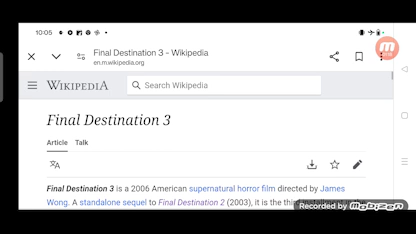 10:05
Final Destination 3 - Wikipedia
en.m.wikipedia.org
WIKIPEDIA
Search Wikipedia
Final Destination 3
Article Talk
Final Destination 3 is a 2006 American supernatural horror film directed by James
Wong. A standalone sequel to Final Destination 2 (2003), it is the third
Recorded by Mobizen